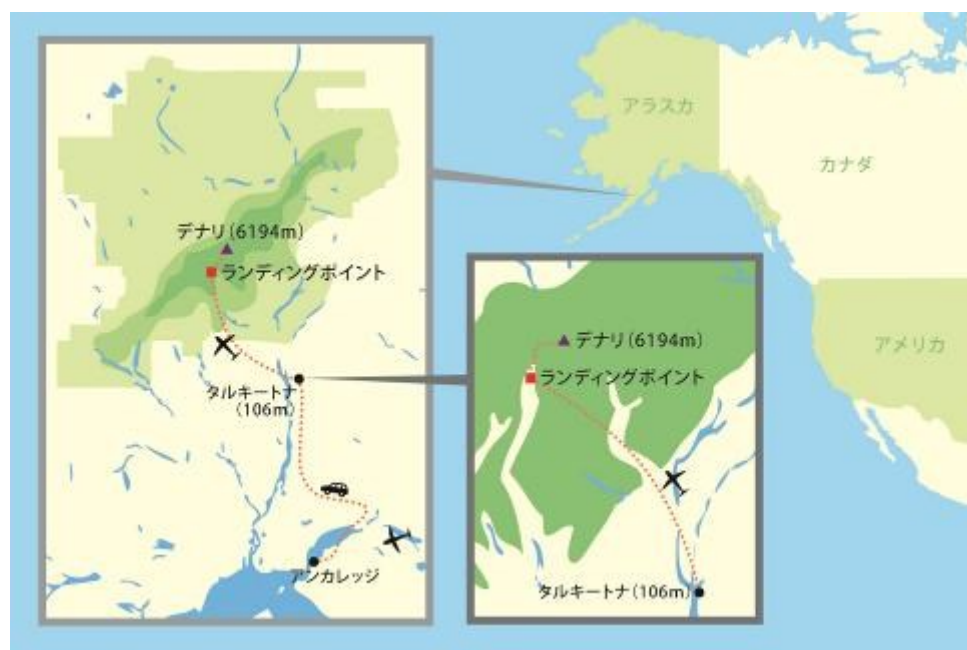 アラスカ
カナダ
アメリカ
デナリ(6194m)
ランディングポイント
タルキートナ
(106m)
アンカレッジ
デナリ(6194m)
ランディングポイント
タルキートナ(106m)